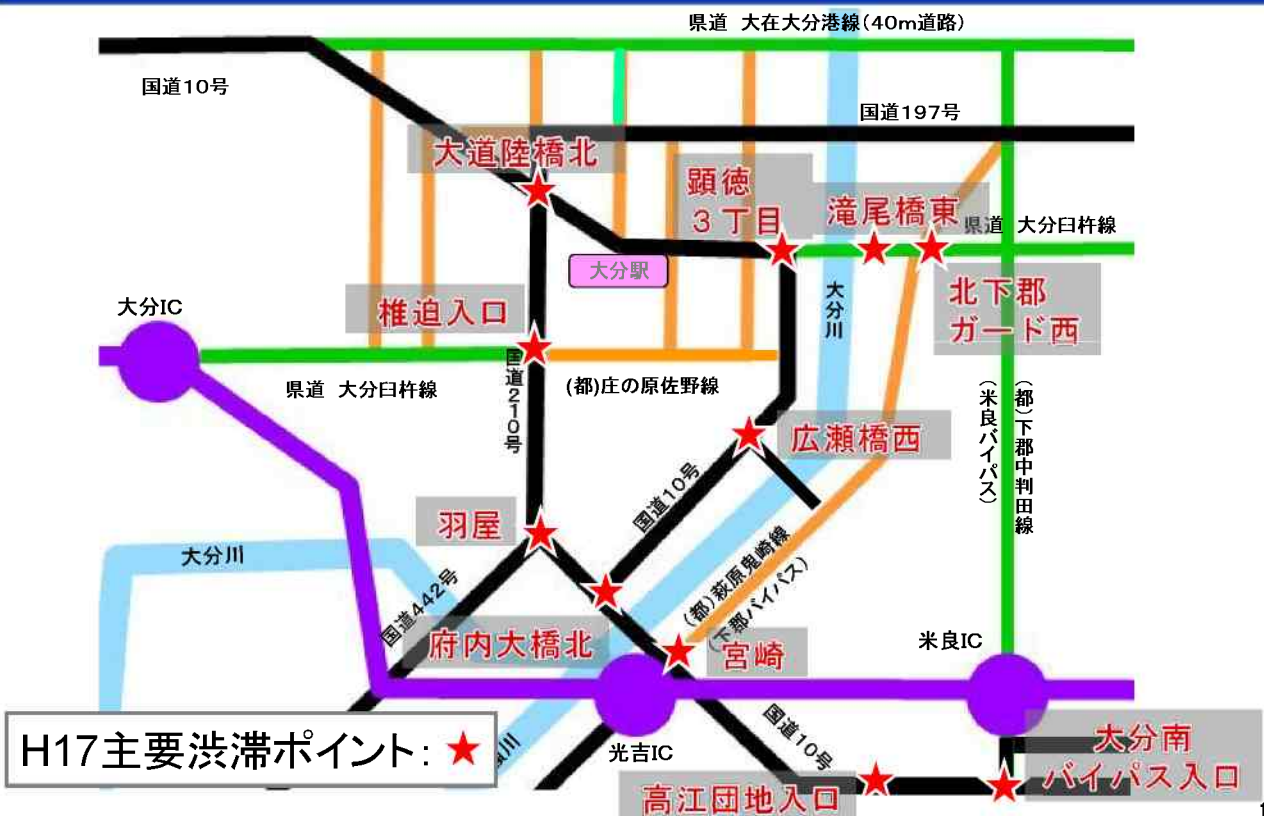 県道 大在大分港線(40m道路)
国道10号
国道197号
大道陸橋北
顕徳
３丁目
滝尾橋東
県道 大分臼杵線
大分駅
北下郡
ガード西
大分IC
椎迫入口
大分川
県道 大分臼杵線
国道210号
(都)庄の原佐野線
(都)下郡中判田線
(米良バイパス)
広瀬橋西
国道10号
羽屋
大分川
国道442号
(都)萩原鬼崎線
(下郡バイパス)
府内大橋北
宮崎
米良IC
H17主要渋滞ポイント:
川
光吉IC
国道10号
大分南
バイパス入口
高江団地入口